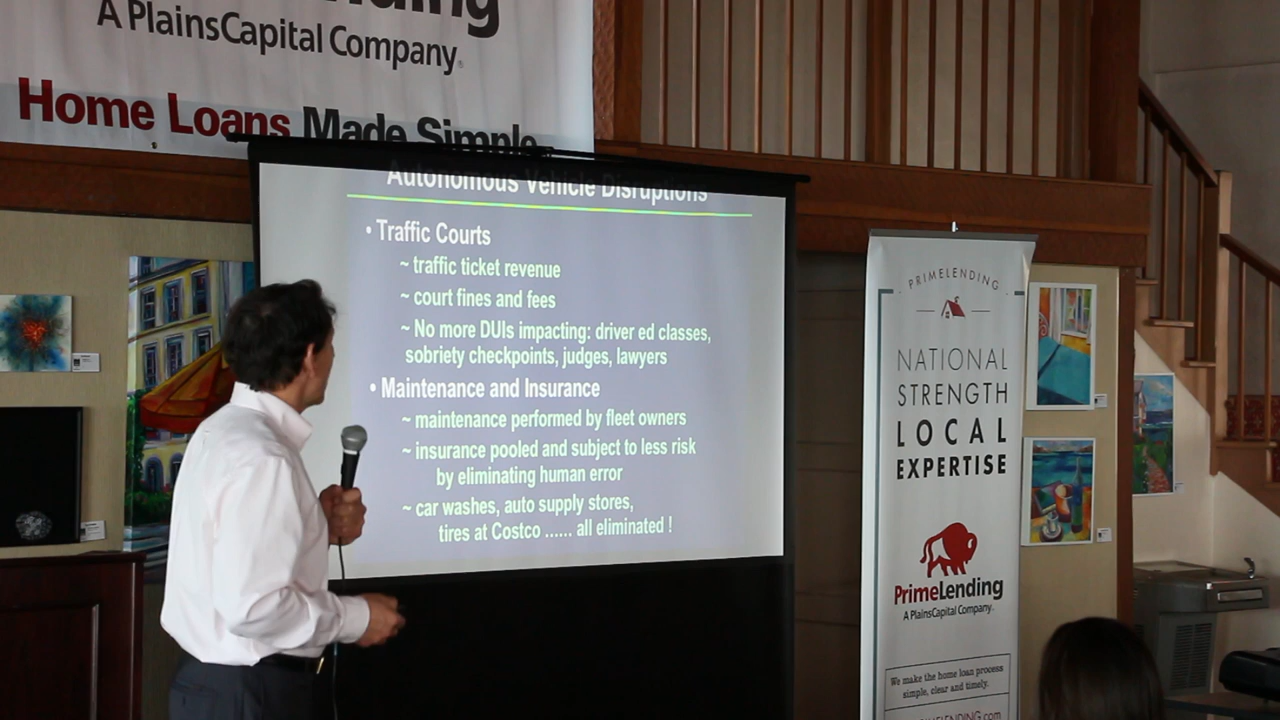 A PlainsCapital Company
Home Loans Made Simple
Autonomous Vehicle Disruptions
• Traffic Courts
~ traffic ticket revenue
~ court fines and fees
~ No more DUIs impacting: driver ed classes,
sobriety checkpoints, judges, lawyers
• Maintenance and Insurance
~ maintenance performed by fleet owners
~ insurance pooled and subject to less risk
by eliminating human error
~ car washes, auto supply stores,
tires at Costco ...... all eliminated !
PRIMELENDING
NATIONAL
STRENGTH
LOCAL
EXPERTISE
PrimeLending
A PlainsCapital Company.
We make the home loan process
simple, clear and timely.